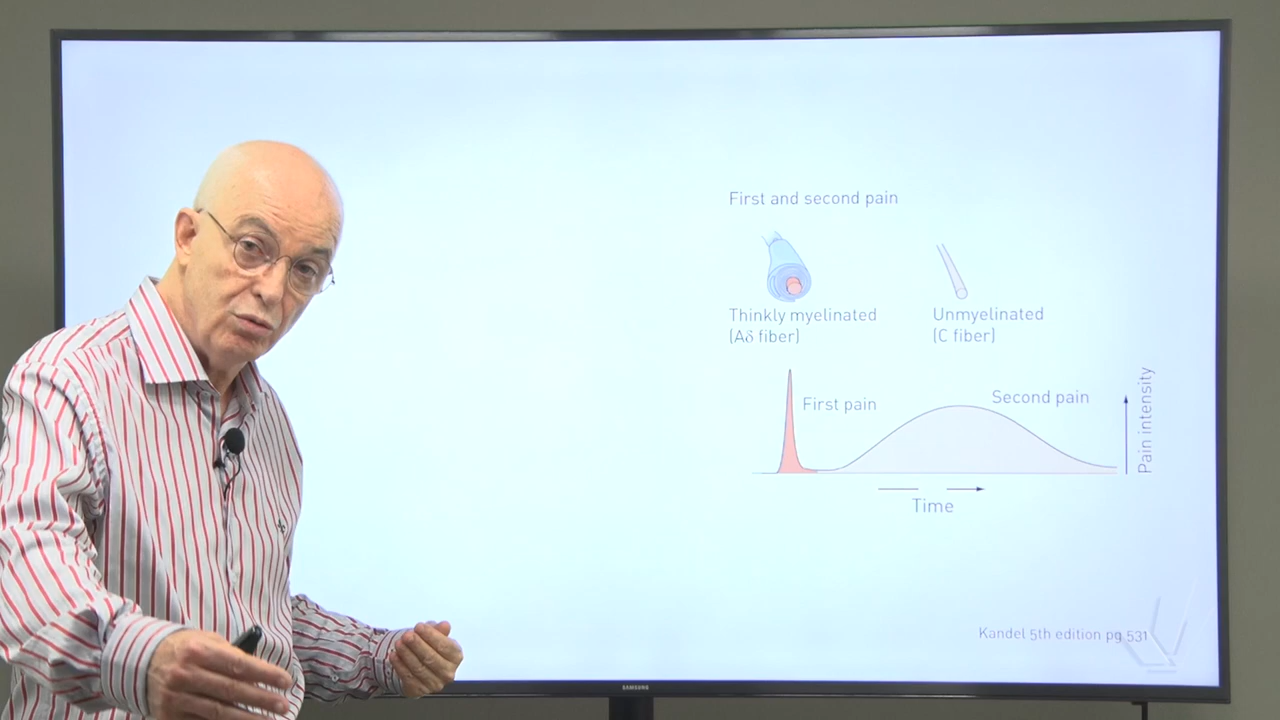 First and second pain
Thinkly myelinated
(Aδ fiber)
Unmyelinated
(C fiber)
First pain
Second pain
Pain intensity
Time
Kandel 5th edition pg 531
SAMSUNG